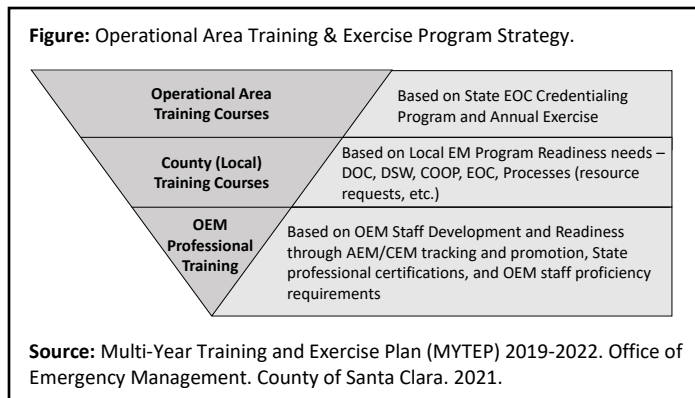 Figure: Operational Area Training & Exercise Program Strategy.
Operational Area
Training Courses
Based on State EOC Credentialing
Program and Annual Exercise
County (Local)
Training Courses
Based on Local EM Program Readiness needs –
DOC, DSW, COOP, EOC, Processes (resource
requests, etc.)
OEM
Professional
Training
Based on OEM Staff Development and Readiness
through AEM/CEM tracking and promotion, State
professional certifications, and OEM staff proficiency
requirements
Source: Multi-Year Training and Exercise Plan (MYTEP) 2019-2022. Office of
Emergency Management. County of Santa Clara. 2021.